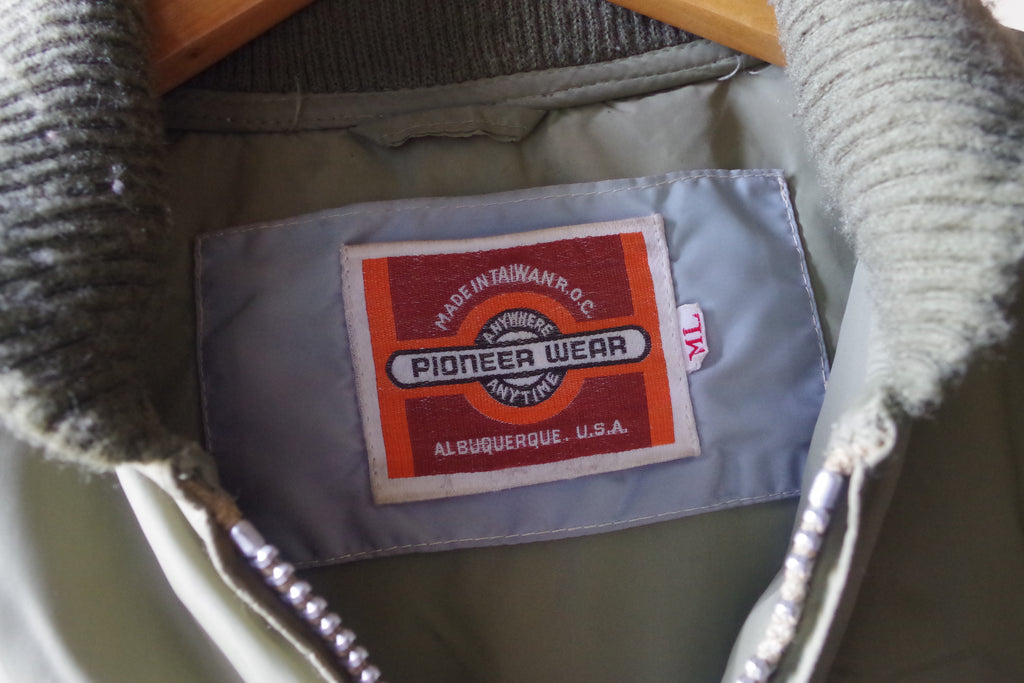 MADE IN TAIWAN R.O.C.
ANYWHERE
PIONEER WEAR
ANYTIME
ALBUQUERQUE. U.S.A.
ML